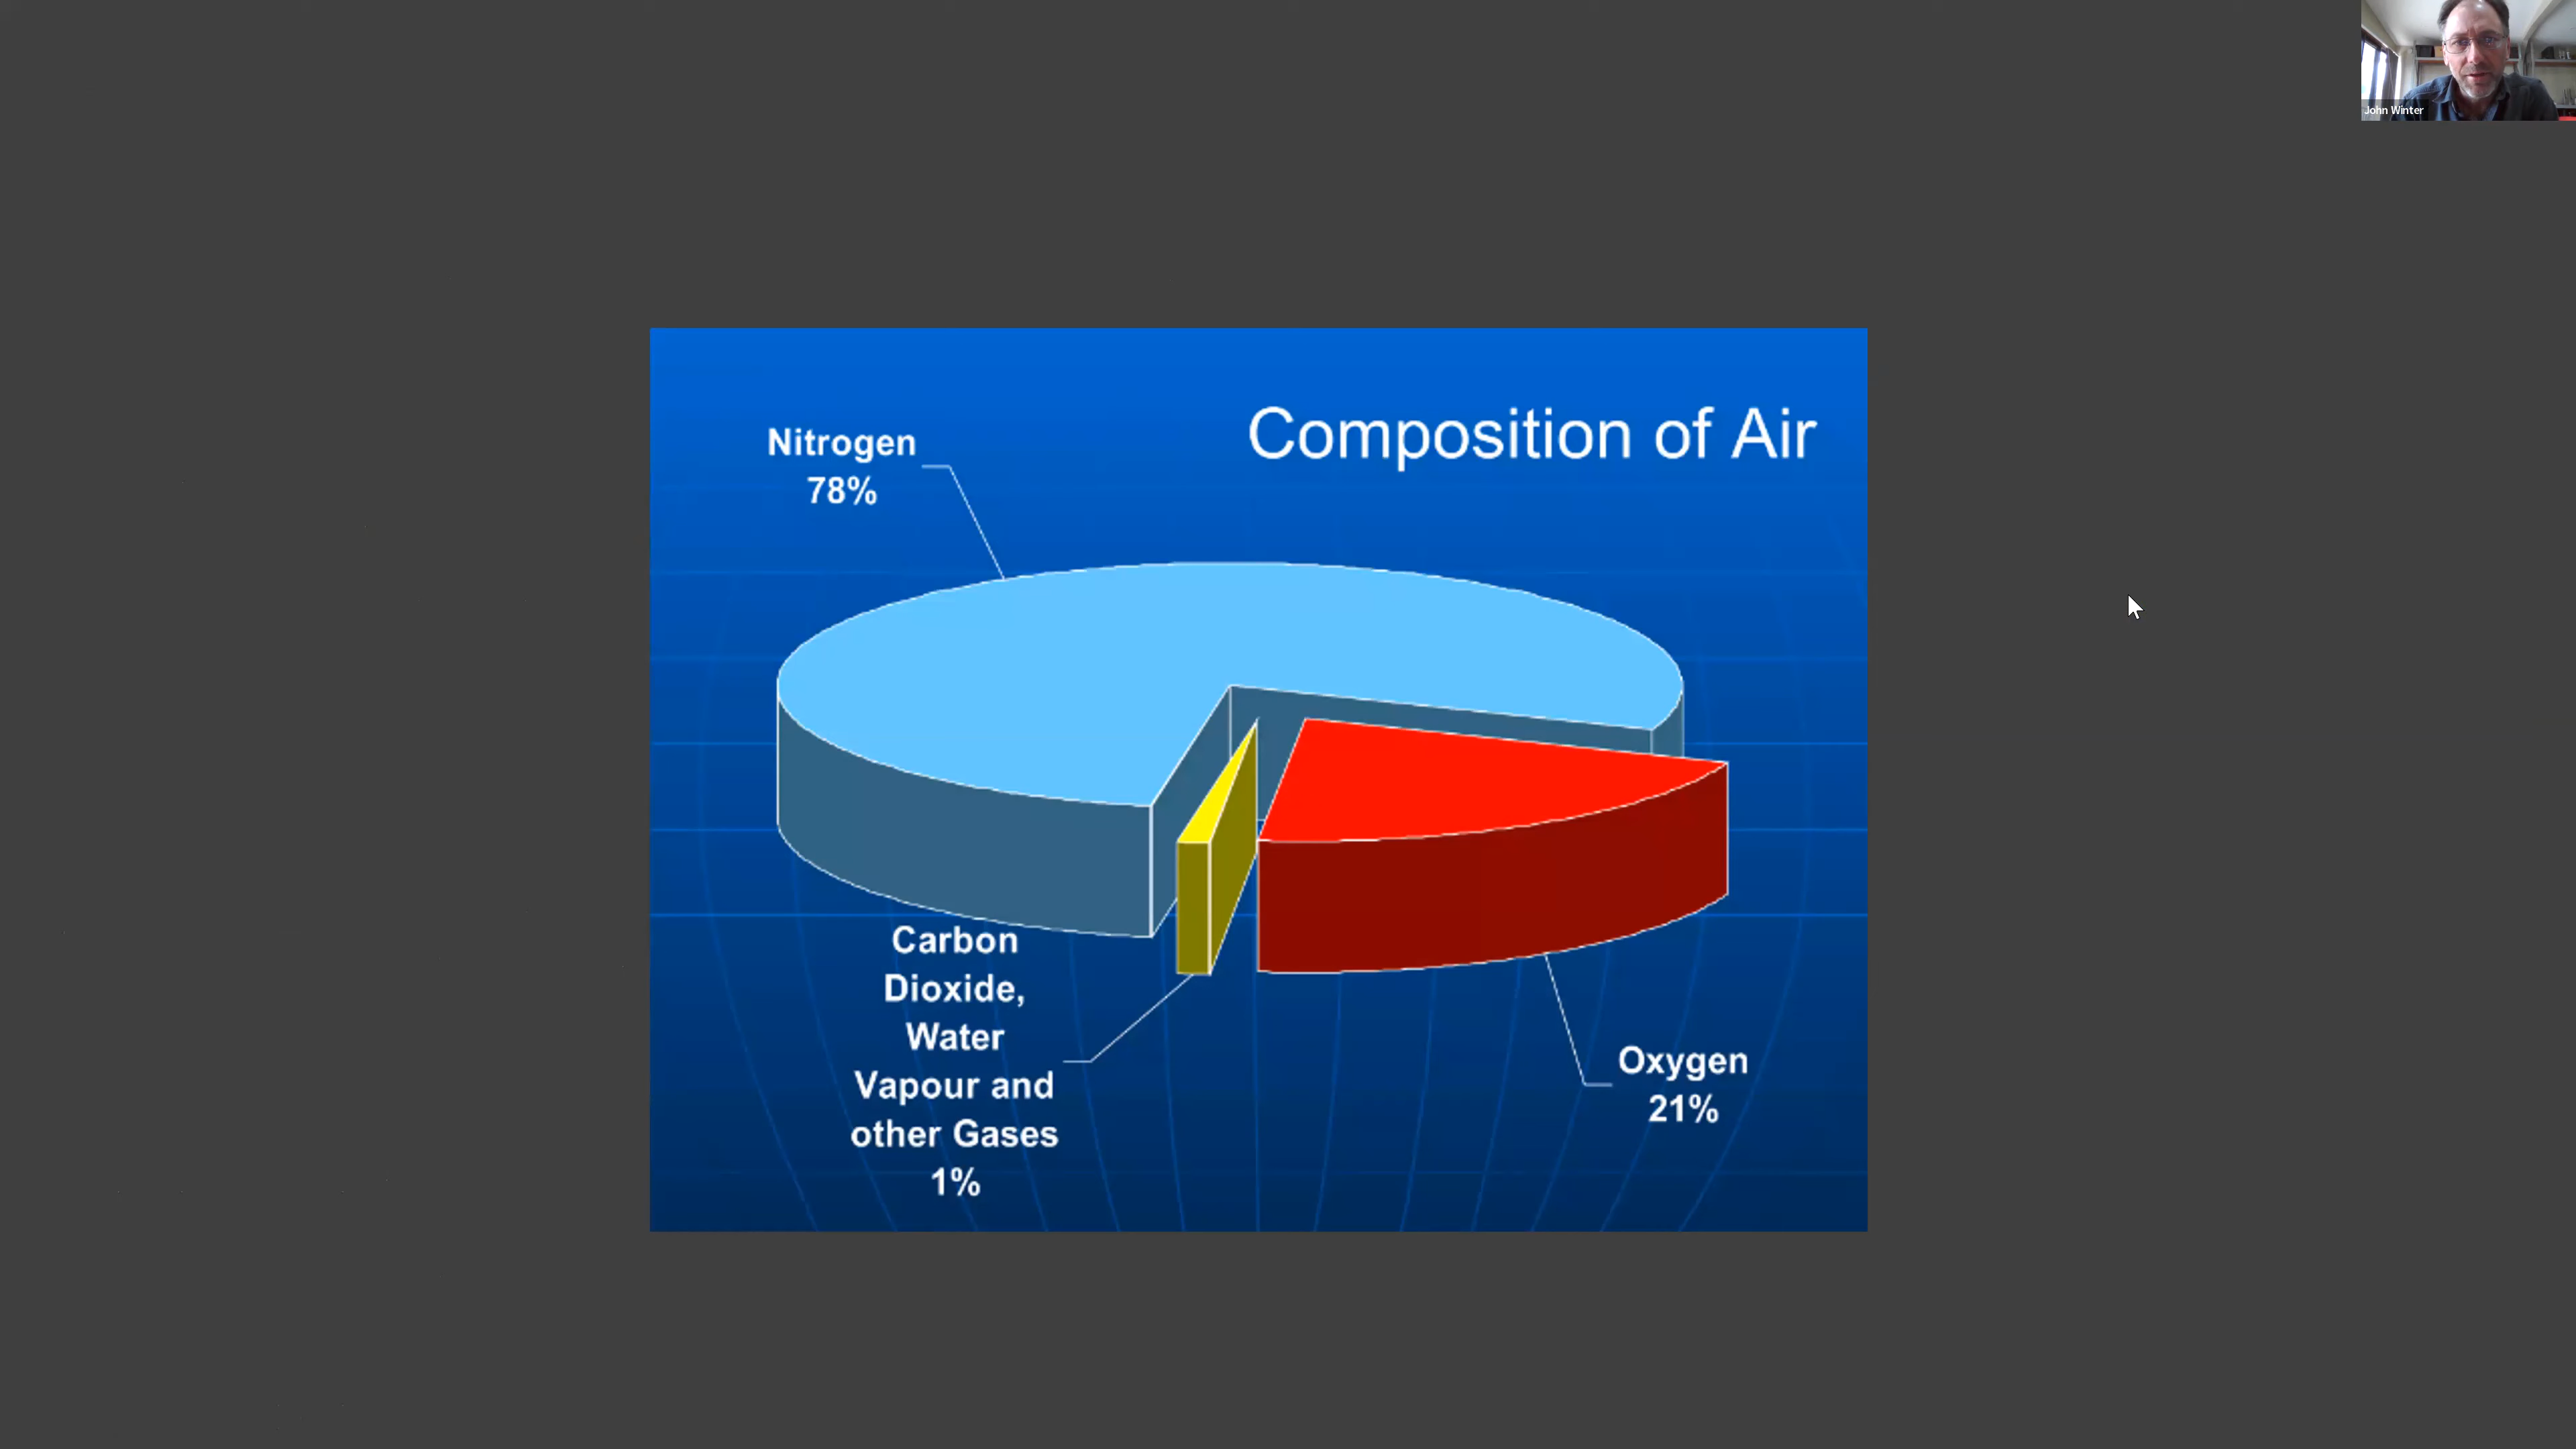 John Winter
Composition of Air
Nitrogen
78%
Carbon
Dioxide,
Water
Vapour and
other Gases
1%
Oxygen
21%